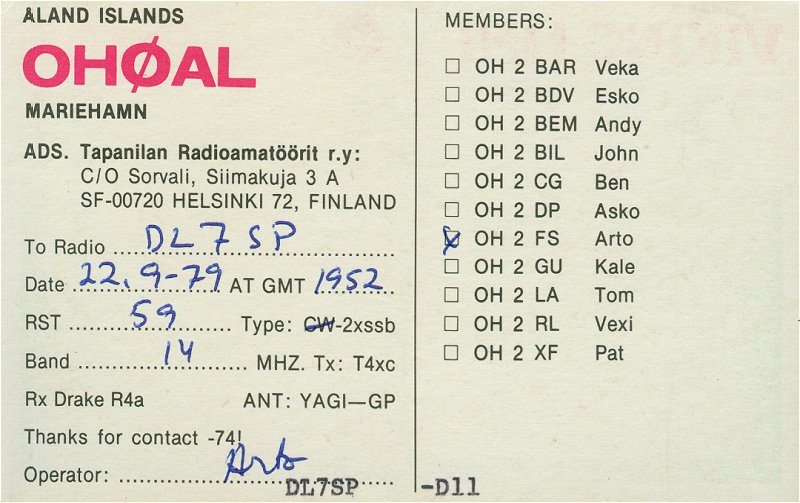 ALAND ISLANDS
OHØAL
MARIEHAMN
ADS. Tapanilan Radioamatöörit r.y:
C/O Sorvali, Siimakuja 3 A
SF-00720 HELSINKI 72, FINLAND
To Radio DL7SP
Date 22.9-79 AT GMT 1952
RST 59 Type: CW-2xssb
Band 14 MHZ. Tx: T4xc
Rx Drake R4a ANT: YAGI—GP
Thanks for contact -74!
Operator: Arto
DL7SP -D11
MEMBERS:
OH 2 BAR Veka
OH 2 BDV Esko
OH 2 BEM Andy
OH 2 BIL John
OH 2 CG Ben
OH 2 DP Asko
OH 2 FS Arto
OH 2 GU Kale
OH 2 LA Tom
OH 2 RL Vexi
OH 2 XF Pat